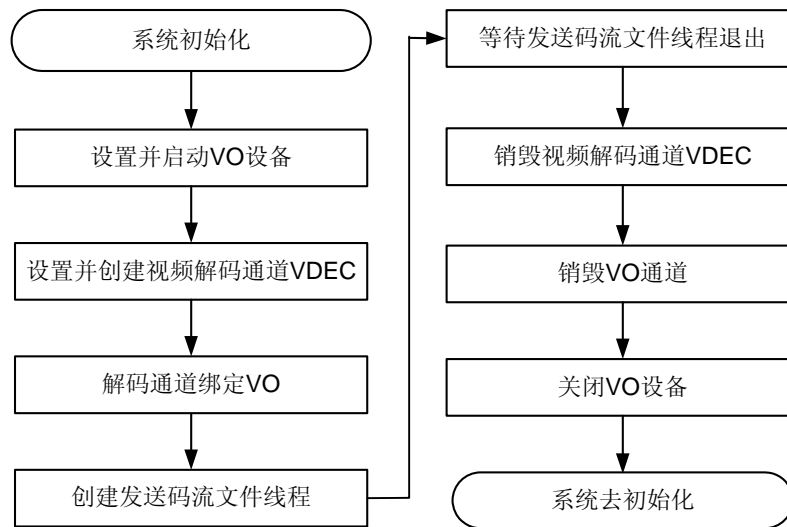 系统初始化
设置并启动VO设备
设置并创建视频解码通道VDEC
解码通道绑定VO
创建发送码流文件线程
等待发送码流文件线程退出
销毁视频解码通道VDEC
销毁VO通道
关闭VO设备
系统去初始化